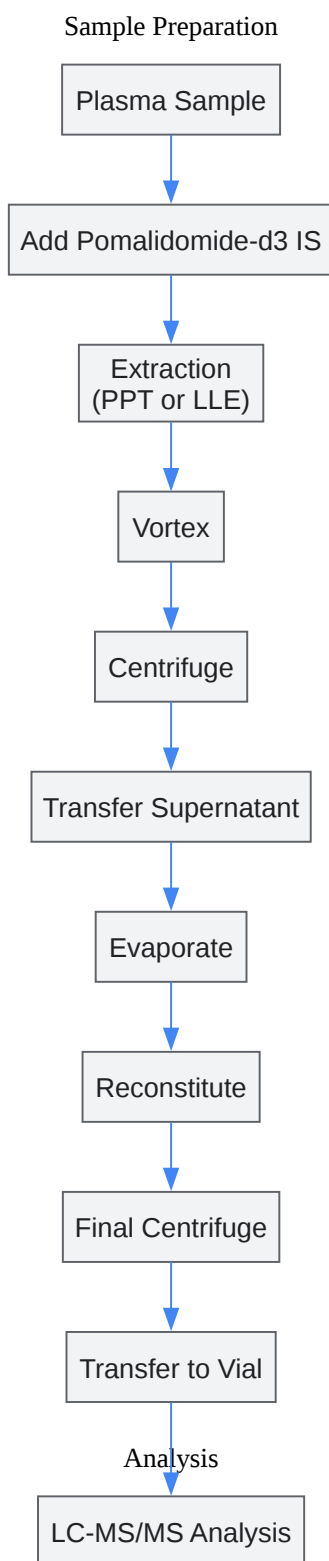 Sample Preparation
Plasma Sample
Add Pomalidomide-d3 IS
Extraction
(PPT or LLE)
Vortex
Centrifuge
Transfer Supernatant
Evaporate
Reconstitute
Final Centrifuge
Transfer to Vial
Analysis
LC-MS/MS Analysis